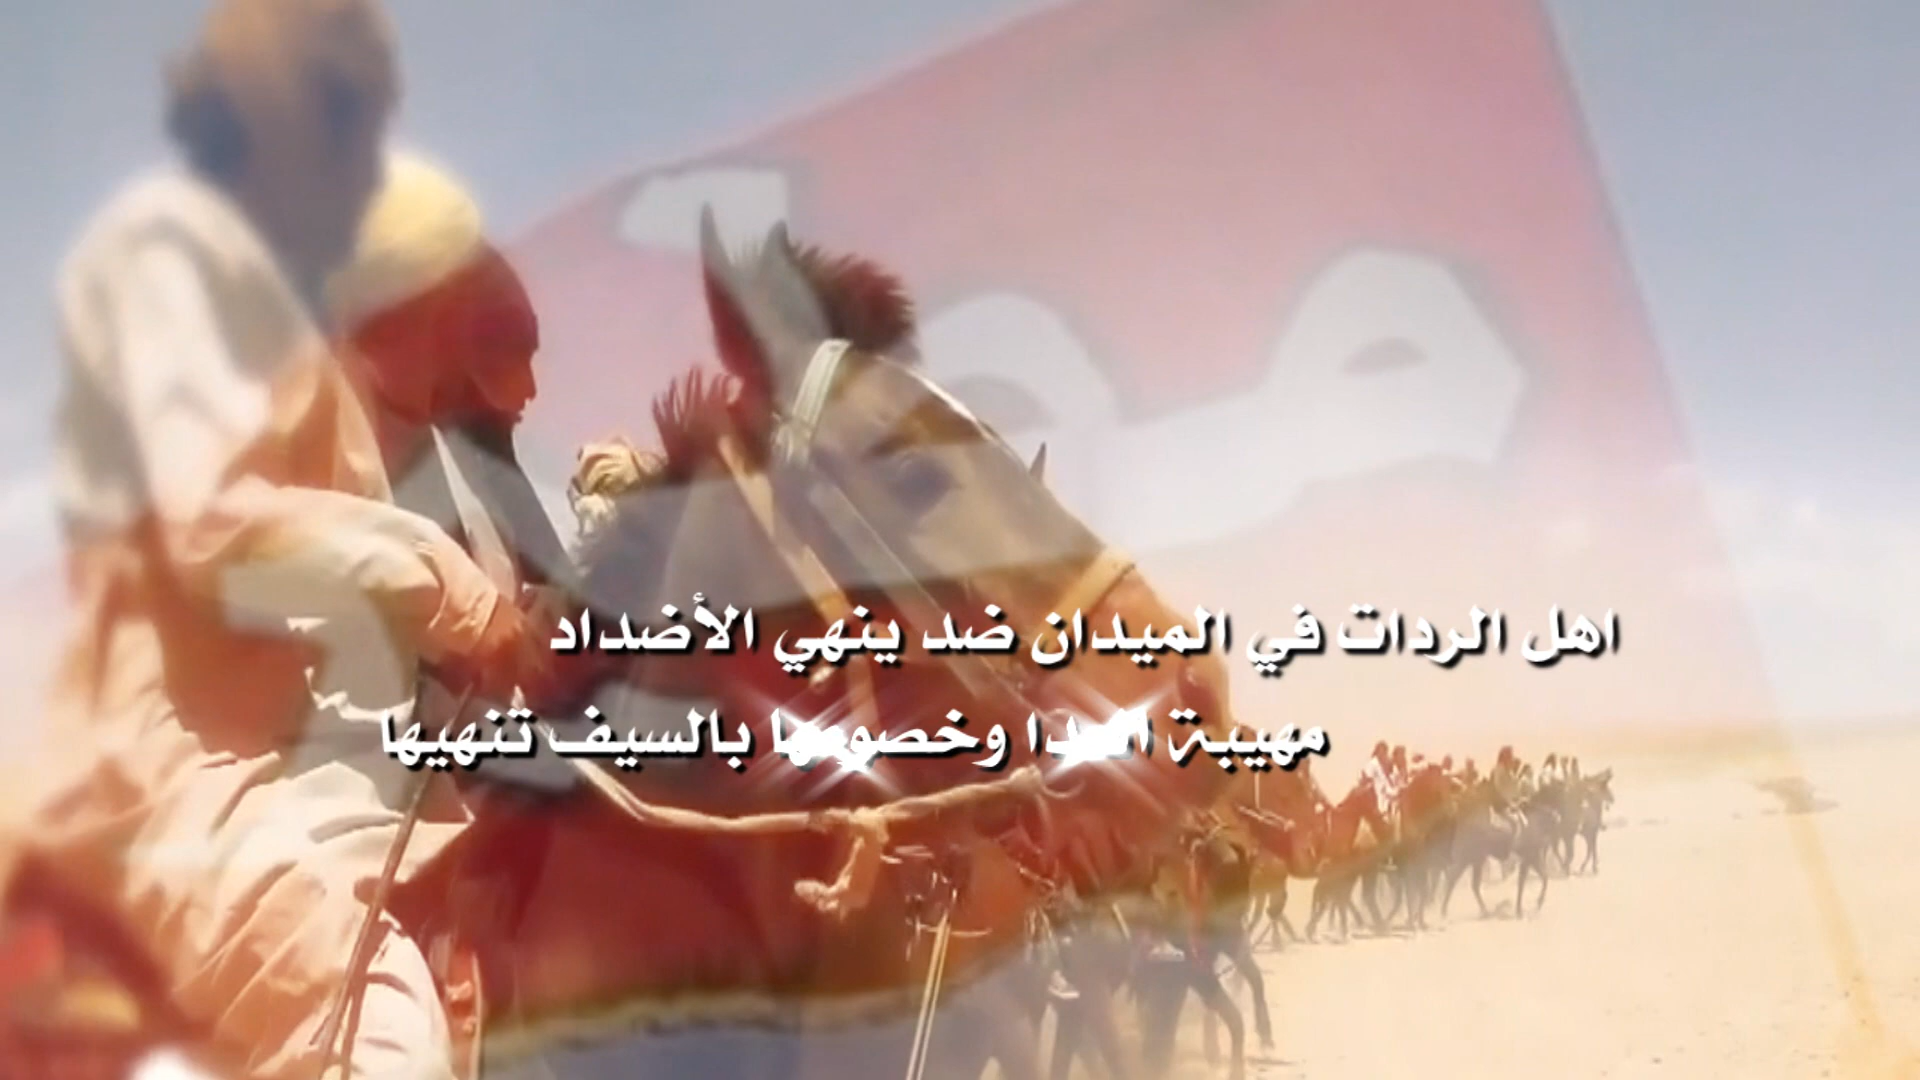 اهل الردات في الميدان ضد ينهي الأضداد
مهيبة وخصومها بالسيف تنهيها